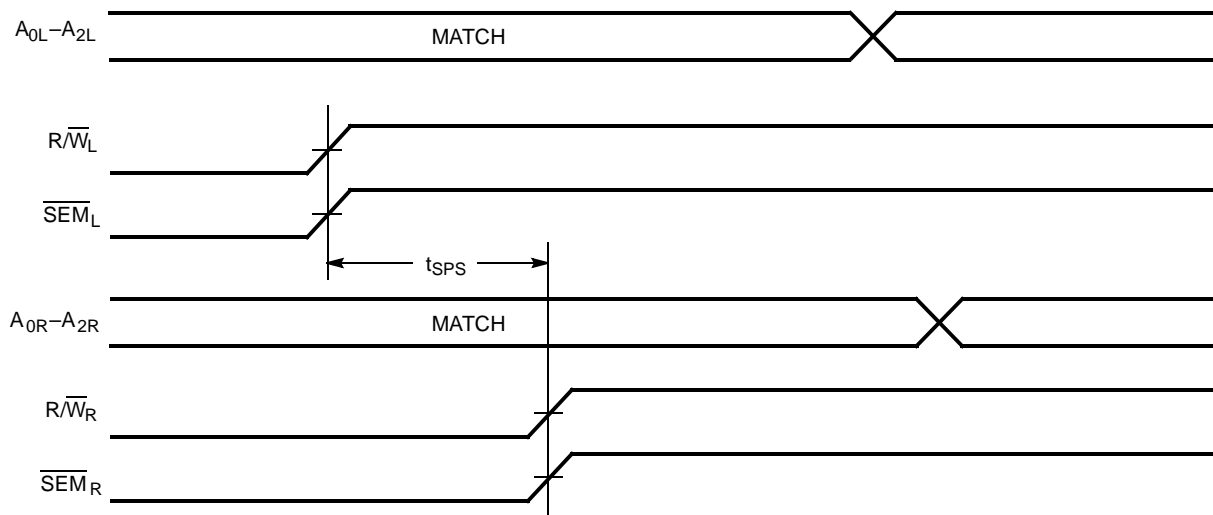 A0L–A2L
MATCH
R/W̅L
S̅E̅M̅L
tSPS
A0R–A2R
MATCH
R/W̅R
S̅E̅M̅R